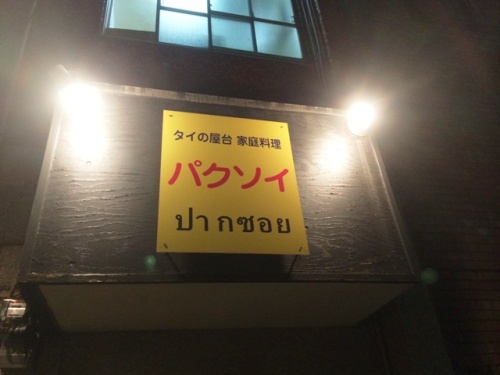 タイの屋台 家庭料理
パクソイ
ปากซอย